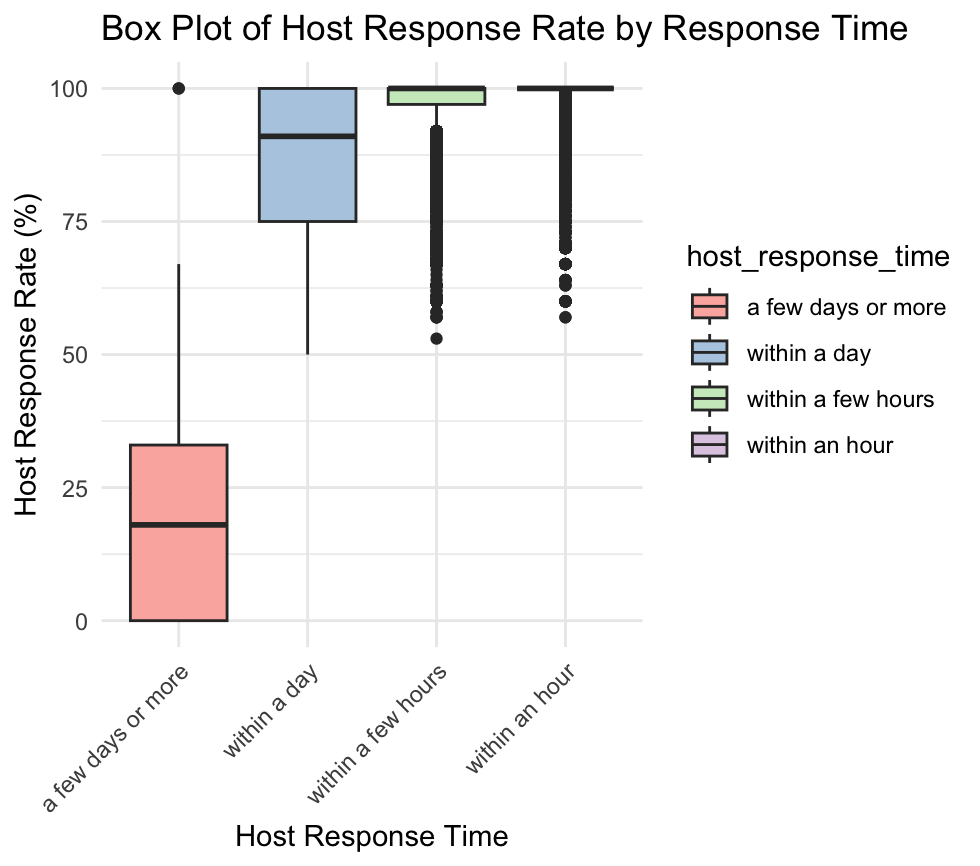 Box Plot of Host Response Rate by Response Time
Host Response Rate (%)
100
75
50
25
0
a few days or more
within a day
within a few hours
within an hour
Host Response Time
host_response_time
a few days or more
within a day
within a few hours
within an hour